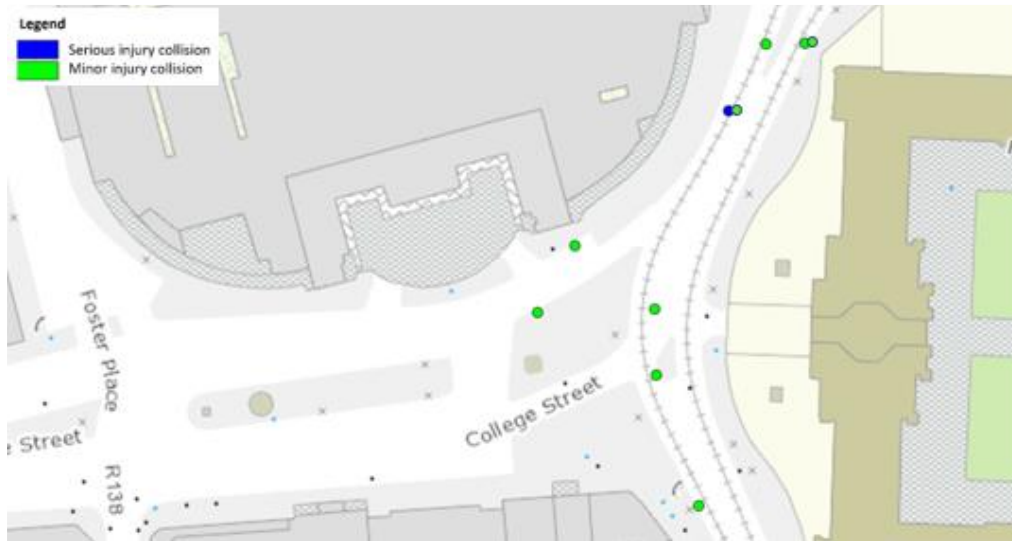 Legend
Serious injury collision
Minor injury collision
Foster Place
College Street
Street
R138